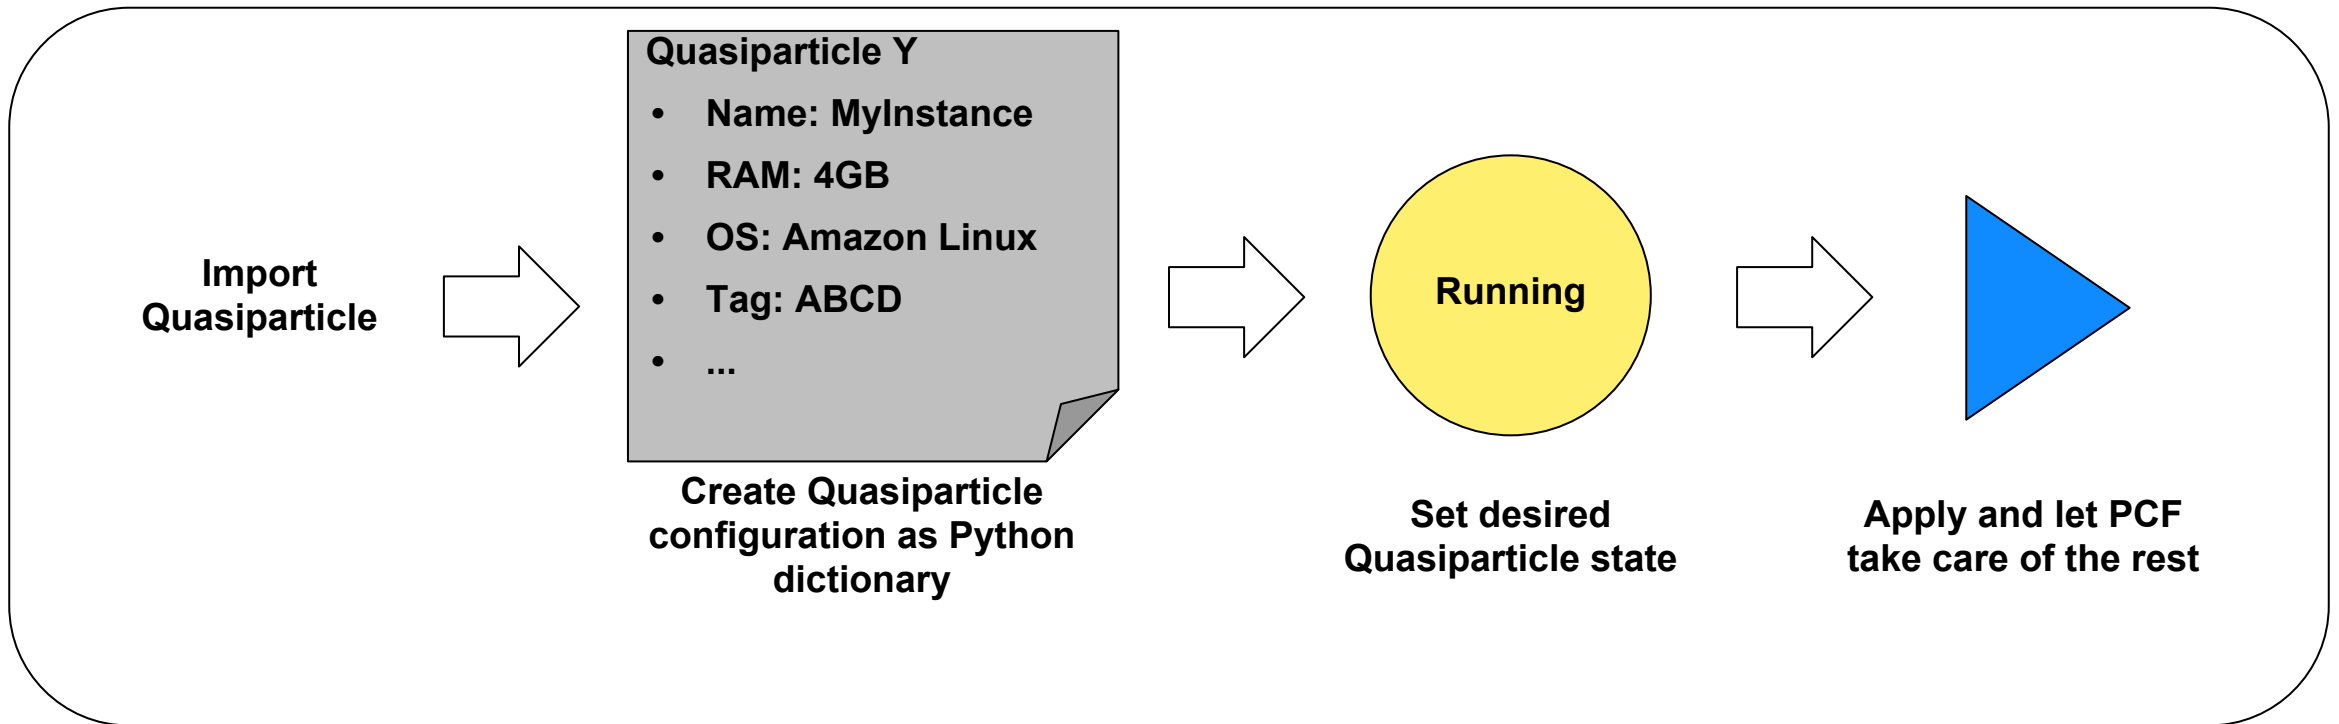 Import
Quasiparticle
Quasiparticle Y
• Name: MyInstance
• RAM: 4GB
• OS: Amazon Linux
• Tag: ABCD
• ...
Create Quasiparticle
configuration as Python
dictionary
Running
Set desired
Quasiparticle state
Apply and let PCF
take care of the rest